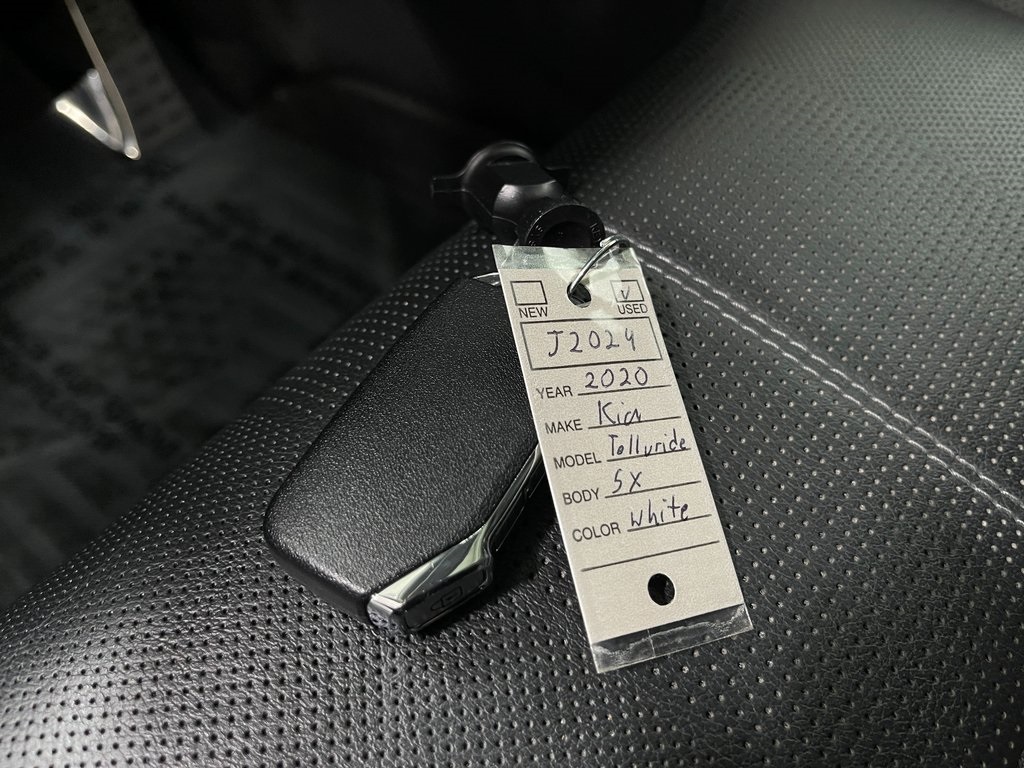 NEW USED
J2024
YEAR 2020
MAKE Kia
MODEL Telluride
BODY SX
COLOR white